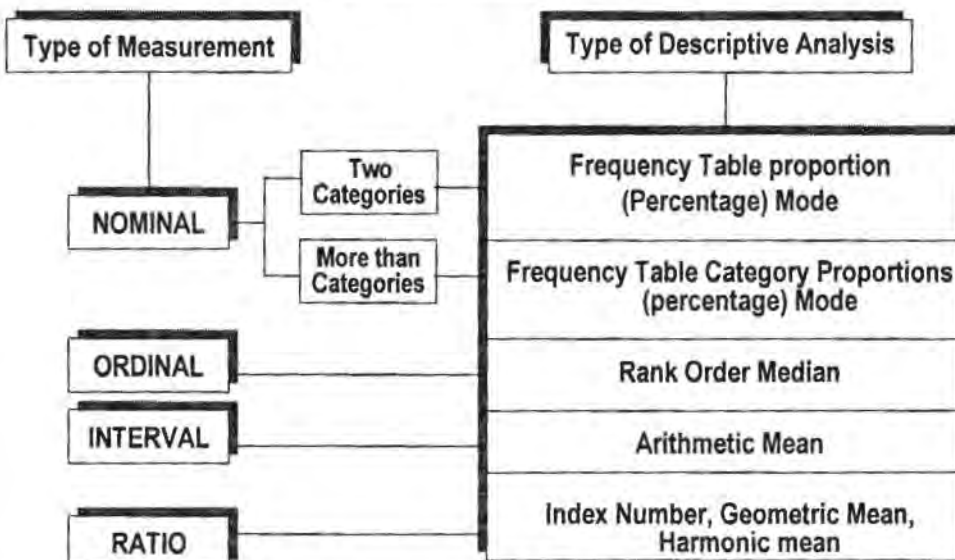 Type of Measurement
Type of Descriptive Analysis
NOMINAL
Two
Categories
Frequency Table proportion
(Percentage) Mode
More than
Categories
Frequency Table Category Proportions
(percentage) Mode
ORDINAL
Rank Order Median
INTERVAL
Arithmetic Mean
RATIO
Index Number, Geometric Mean,
Harmonic mean